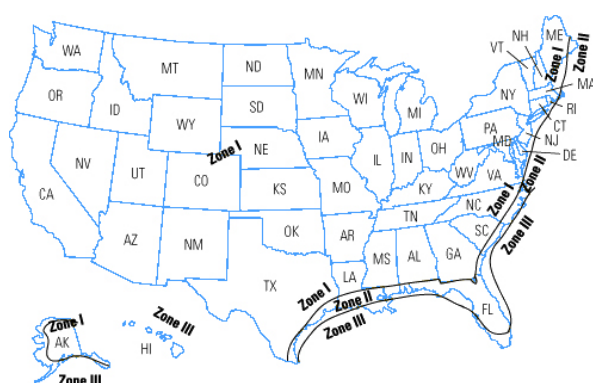 WA
MT
ND
MN
VT
NH
ME
Zone I
Zone II
OR
ID
WY
SD
WI
MI
NY
MA
RI
CT
NV
UT
CO
Zone I
NE
IA
IL
IN
OH
PA
NJ
MD
DE
CA
AZ
NM
KS
MO
KY
WV
VA
Zone I
Zone II
OK
AR
TN
NC
SC
Zone III
TX
LA
MS
AL
GA
FL
Zone I
Zone II
Zone III
Zone I
AK
Zone III
Zone III
HI